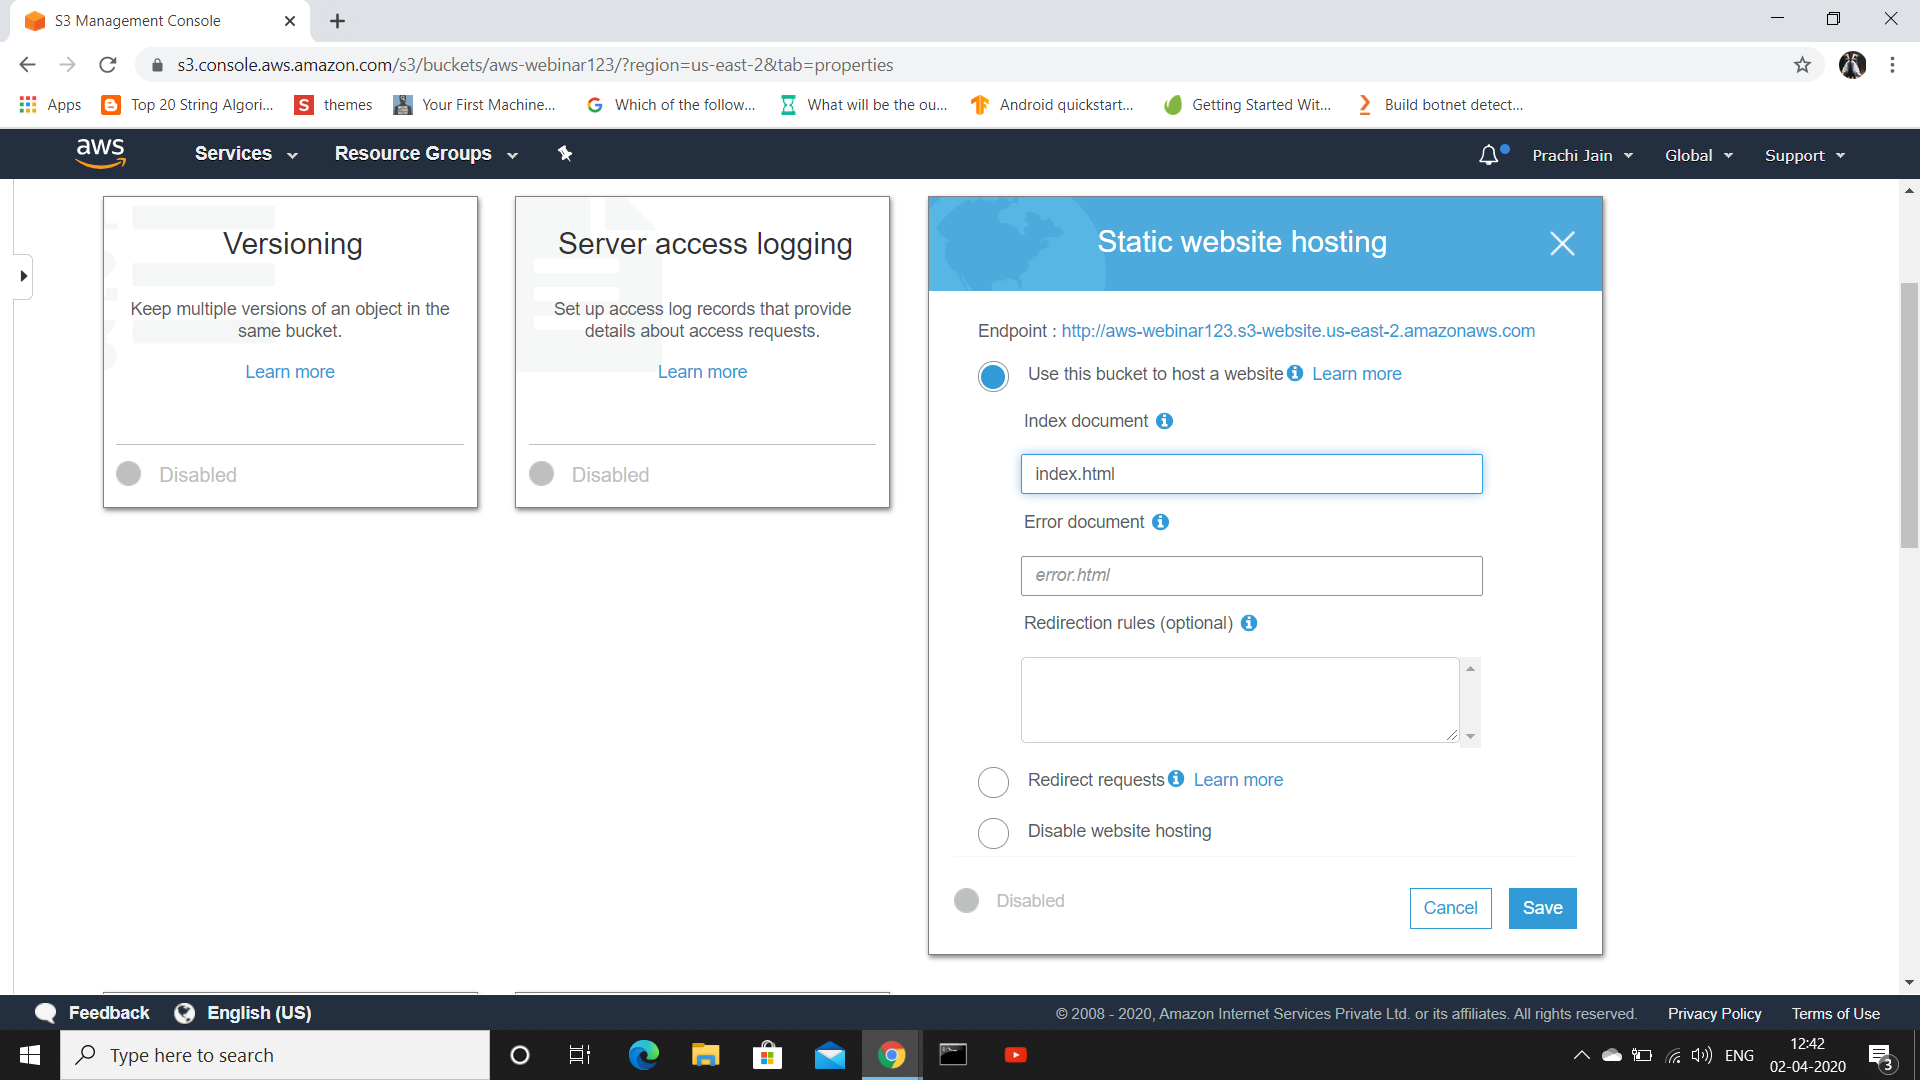 S3 Management Console
s3.console.aws.amazon.com/s3/buckets/aws-webinar123/?region=us-east-2&tab=properties
Apps
Top 20 String Algori...
S
themes
Your First Machine...
Which of the follow...
What will be the ou...
Android quickstart...
Getting Started Wit...
Build botnet detect...
aws
Services
Resource Groups
Prachi Jain
Global
Support
Versioning
Keep multiple versions of an object in the
same bucket.
Learn more
Disabled
Server access logging
Set up access log records that provide
details about access requests.
Learn more
Disabled
Static website hosting
Endpoint : http://aws-webinar123.s3-website.us-east-2.amazonaws.com
Use this bucket to host a website Learn more
Index document
index.html
Error document
error.html
Redirection rules (optional)
Redirect requests Learn more
Disable website hosting
Disabled
Cancel
Save
Feedback
English (US)
© 2008 - 2020, Amazon Internet Services Private Ltd. or its affiliates. All rights reserved.
Privacy Policy
Terms of Use
Type here to search
ENG
12:42
02-04-2020
3